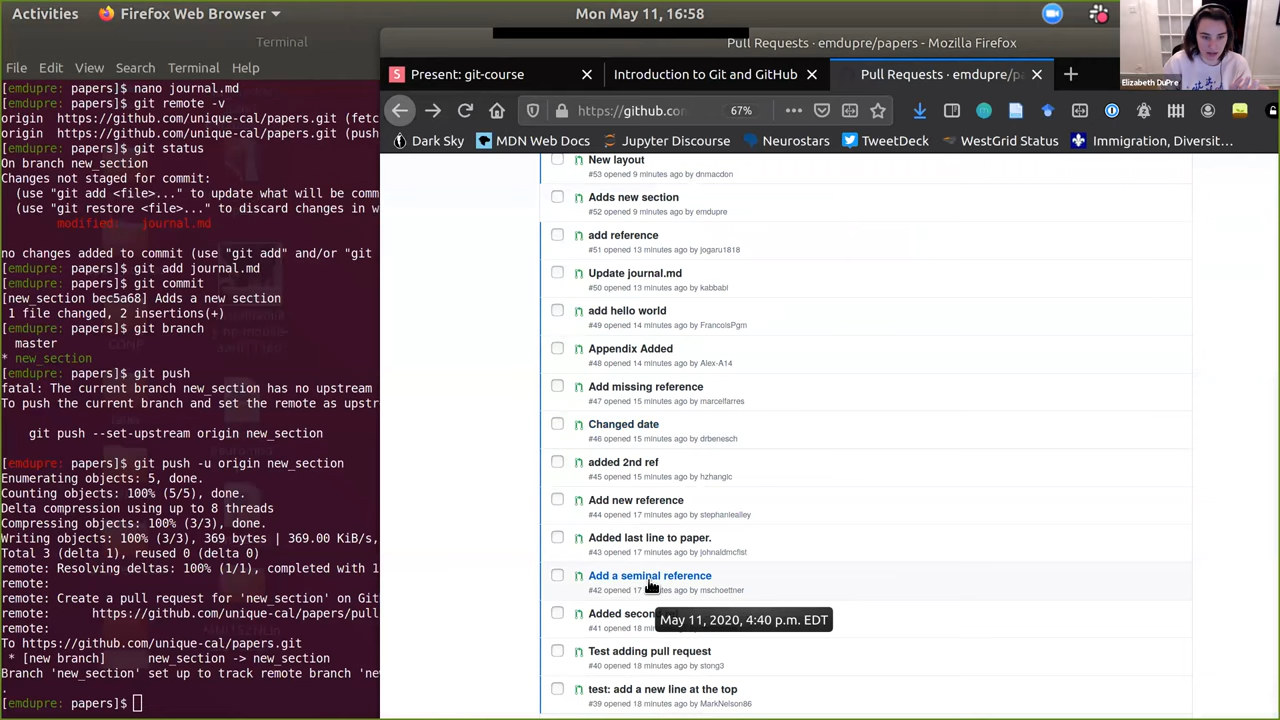 Activities
Firefox Web Browser
Mon May 11, 16:58
Elizabeth DuPre
Terminal
File Edit View Search Terminal Help
[emdupre: papers]$ nano journal.md
[emdupre: papers]$ git remote -v
origin https://github.com/unique-cal/papers.git (fetc
origin https://github.com/unique-cal/papers.git (push
[emdupre: papers]$ git status
On branch new_section
Changes not staged for commit:
(use "git add <file>..." to update what will be comm
(use "git restore <file>..." to discard changes in w
modified: journal.md
no changes added to commit (use "git add" and/or "git
[emdupre: papers]$ git add journal.md
[emdupre: papers]$ git commit
[new_section bec5a68] Adds a new section
1 file changed, 2 insertions(+)
[emdupre: papers]$ git branch
master
* new_section
[emdupre: papers]$ git push
fatal: The current branch new_section has no upstream
To push the current branch and set the remote as upstr
git push --set-upstream origin new_section
[emdupre: papers]$ git push -u origin new_section
Enumerating objects: 5, done.
Counting objects: 100% (5/5), done.
Delta compression using up to 8 threads
Compressing objects: 100% (3/3), done.
Writing objects: 100% (3/3), 369 bytes | 369.00 KiB/s,
Total 3 (delta 1), reused 0 (delta 0)
remote: Resolving deltas: 100% (1/1), completed with 1
remote:
remote: Create a pull request for 'new_section' on Git
remote: https://github.com/unique-cal/papers/pull
remote:
To https://github.com/unique-cal/papers.git
* [new branch] new_section -> new_section
Branch 'new_section' set up to track remote branch 'ne
.
[emdupre: papers]$
Pull Requests · emdupre/papers - Mozilla Firefox
Present: git-course
Introduction to Git and GitHub
Pull Requests · emdupre/pa
https://github.co
67%
Dark Sky
MDN Web Docs
Jupyter Discourse
Neurostars
TweetDeck
WestGrid Status
Immigration, Diversit...
New layout
#53 opened 9 minutes ago by dnmacdon
Adds new section
#52 opened 9 minutes ago by emdupre
add reference
#51 opened 13 minutes ago by jogaru1818
Update journal.md
#50 opened 13 minutes ago by kabbabi
add hello world
#49 opened 14 minutes ago by FrancoisPgm
Appendix Added
#48 opened 14 minutes ago by Alex-A14
Add missing reference
#47 opened 15 minutes ago by marcelfarres
Changed date
#46 opened 15 minutes ago by drbenesch
added 2nd ref
#45 opened 15 minutes ago by hzhangic
Add new reference
#44 opened 17 minutes ago by stephaniealley
Added last line to paper.
#43 opened 17 minutes ago by johnaldmcfist
Add a seminal reference
#42 opened 17 minutes ago by mschoettner
Added secon
#41 opened 18 min
May 11, 2020, 4:40 p.m. EDT
Test adding pull request
#40 opened 18 minutes ago by stong3
test: add a new line at the top
#39 opened 18 minutes ago by MarkNelson86